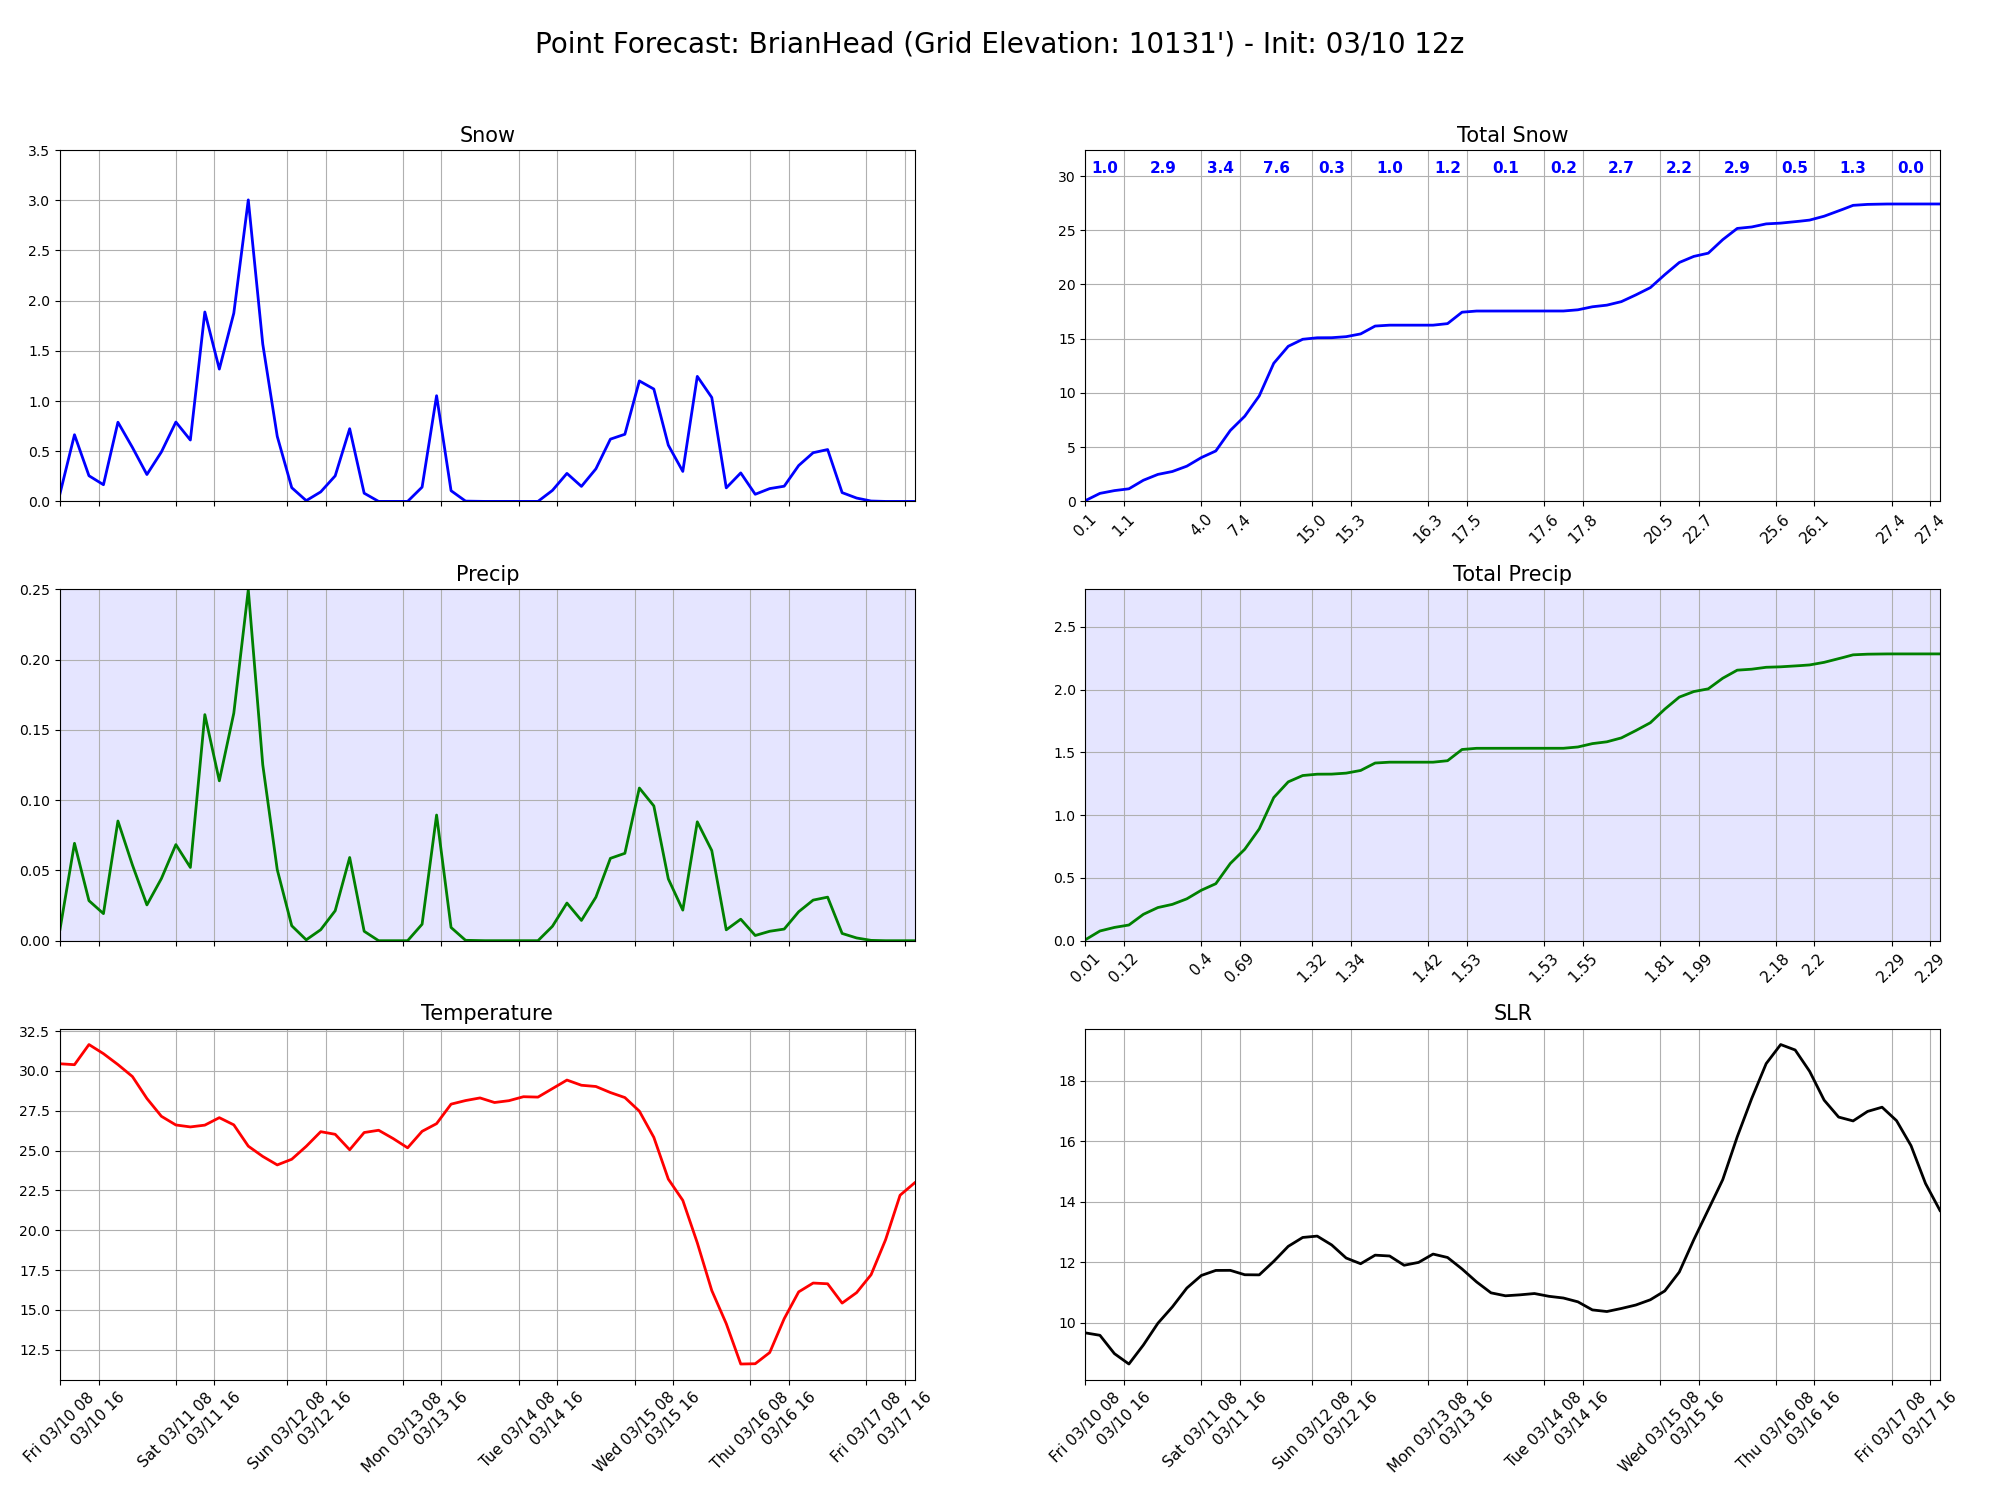 Point Forecast: BrianHead (Grid Elevation: 10131') - Init: 03/10 12z
Snow
3.5
3.0
2.5
2.0
1.5
1.0
0.5
0.0
Total Snow
1.0 2.9 3.4 7.6 0.3 1.0 1.2 0.1 0.2 2.7 2.2 2.9 0.5 1.3 0.0
30
25
20
15
10
5
0
0.1 1.1 4.0 7.4 15.0 15.3 16.3 17.5 17.6 17.8 20.5 22.7 25.6 26.1 27.4 27.4
Precip
0.25
0.20
0.15
0.10
0.05
0.00
Total Precip
2.5
2.0
1.5
1.0
0.5
0.0
0.01 0.12 0.4 0.69 1.32 1.34 1.42 1.53 1.53 1.55 1.81 1.99 2.18 2.2 2.29 2.29
Temperature
32.5
30.0
27.5
25.0
22.5
20.0
17.5
15.0
12.5
Fri 03/10 08
03/10 16
Sat 03/11 08
03/11 16
Sun 03/12 08
03/12 16
Mon 03/13 08
03/13 16
Tue 03/14 08
03/14 16
Wed 03/15 08
03/15 16
Thu 03/16 08
03/16 16
Fri 03/17 08
03/17 16
SLR
18
16
14
12
10
Fri 03/10 08
03/10 16
Sat 03/11 08
03/11 16
Sun 03/12 08
03/12 16
Mon 03/13 08
03/13 16
Tue 03/14 08
03/14 16
Wed 03/15 08
03/15 16
Thu 03/16 08
03/16 16
Fri 03/17 08
03/17 16